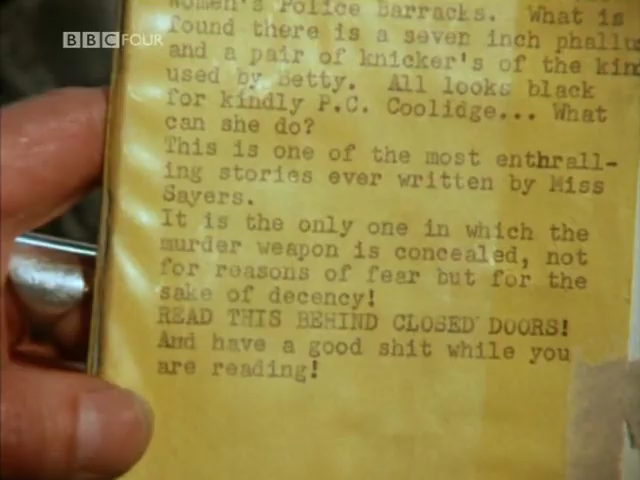 BBC FOUR
Women's Police Barracks. What is
found there is a seven inch phallu
and a pair of knicker's of the kin
used by Betty. All looks black
for kindly P.C. Coolidge... What
can she do?
This is one of the most enthrall-
ing stories ever written by Miss
Sayers.
It is the only one in which the
murder weapon is concealed, not
for reasons of fear but for the
sake of decency!
READ THIS BEHIND CLOSED DOORS!
And have a good shit while you
are reading!